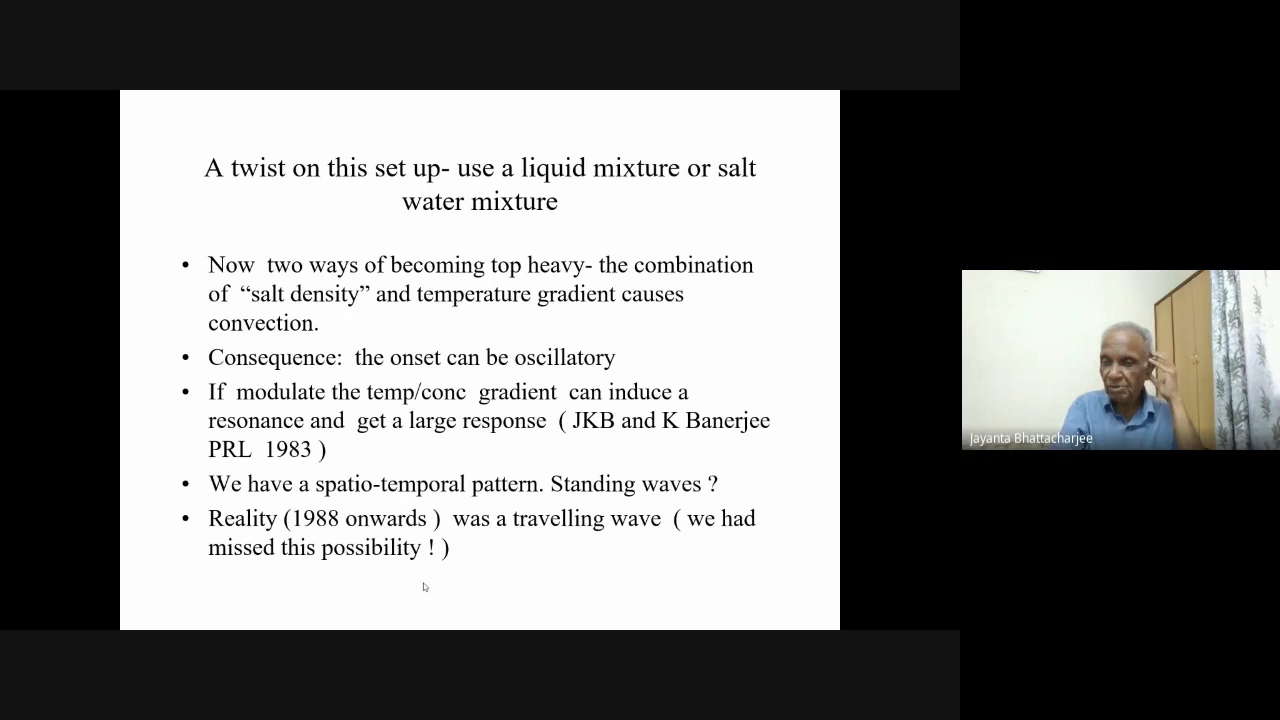 A twist on this set up- use a liquid mixture or salt
water mixture
• Now  two ways of becoming top heavy- the combination
of  “salt density” and temperature gradient causes
convection.
• Consequence:  the onset can be oscillatory
• If  modulate the temp/conc  gradient  can induce a
resonance and  get a large response  ( JKB and K Banerjee
PRL  1983 )
• We have a spatio-temporal pattern. Standing waves ?
• Reality (1988 onwards )  was a travelling wave  ( we had
missed this possibility ! )
Jayanta Bhattacharjee